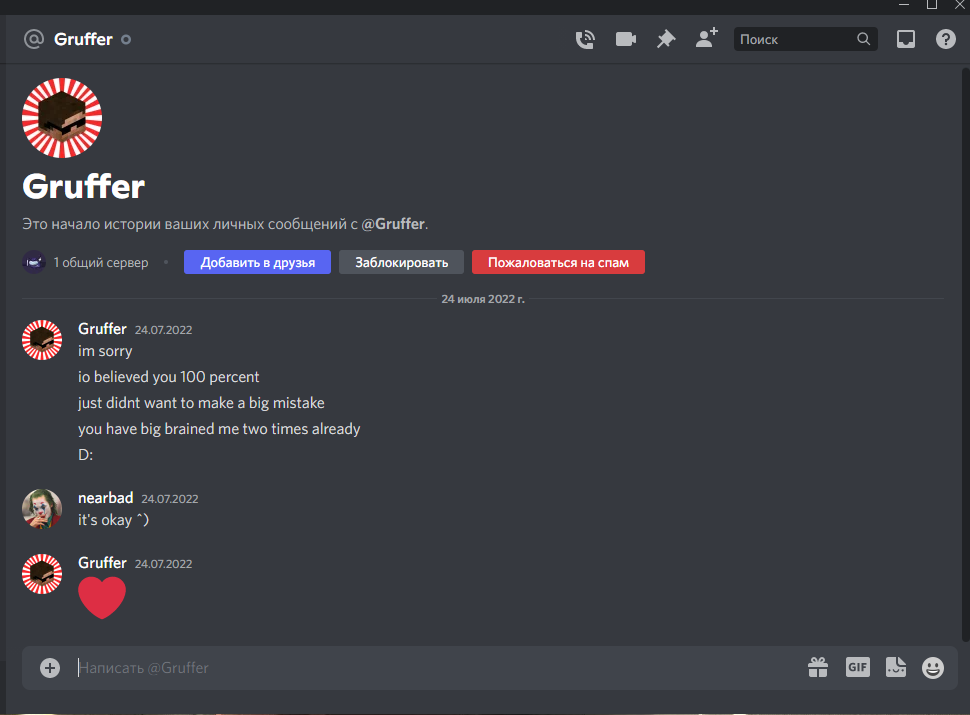 Gruffer
Поиск
Gruffer
Это начало истории ваших личных сообщений с @Gruffer.
1 общий сервер
Добавить в друзья
Заблокировать
Пожаловаться на спам
24 июля 2022 г.
Gruffer 24.07.2022
im sorry
io believed you 100 percent
just didnt want to make a big mistake
you have big brained me two times already
D:
nearbad 24.07.2022
it's okay ^)
Gruffer 24.07.2022
Написать @Gruffer
GIF